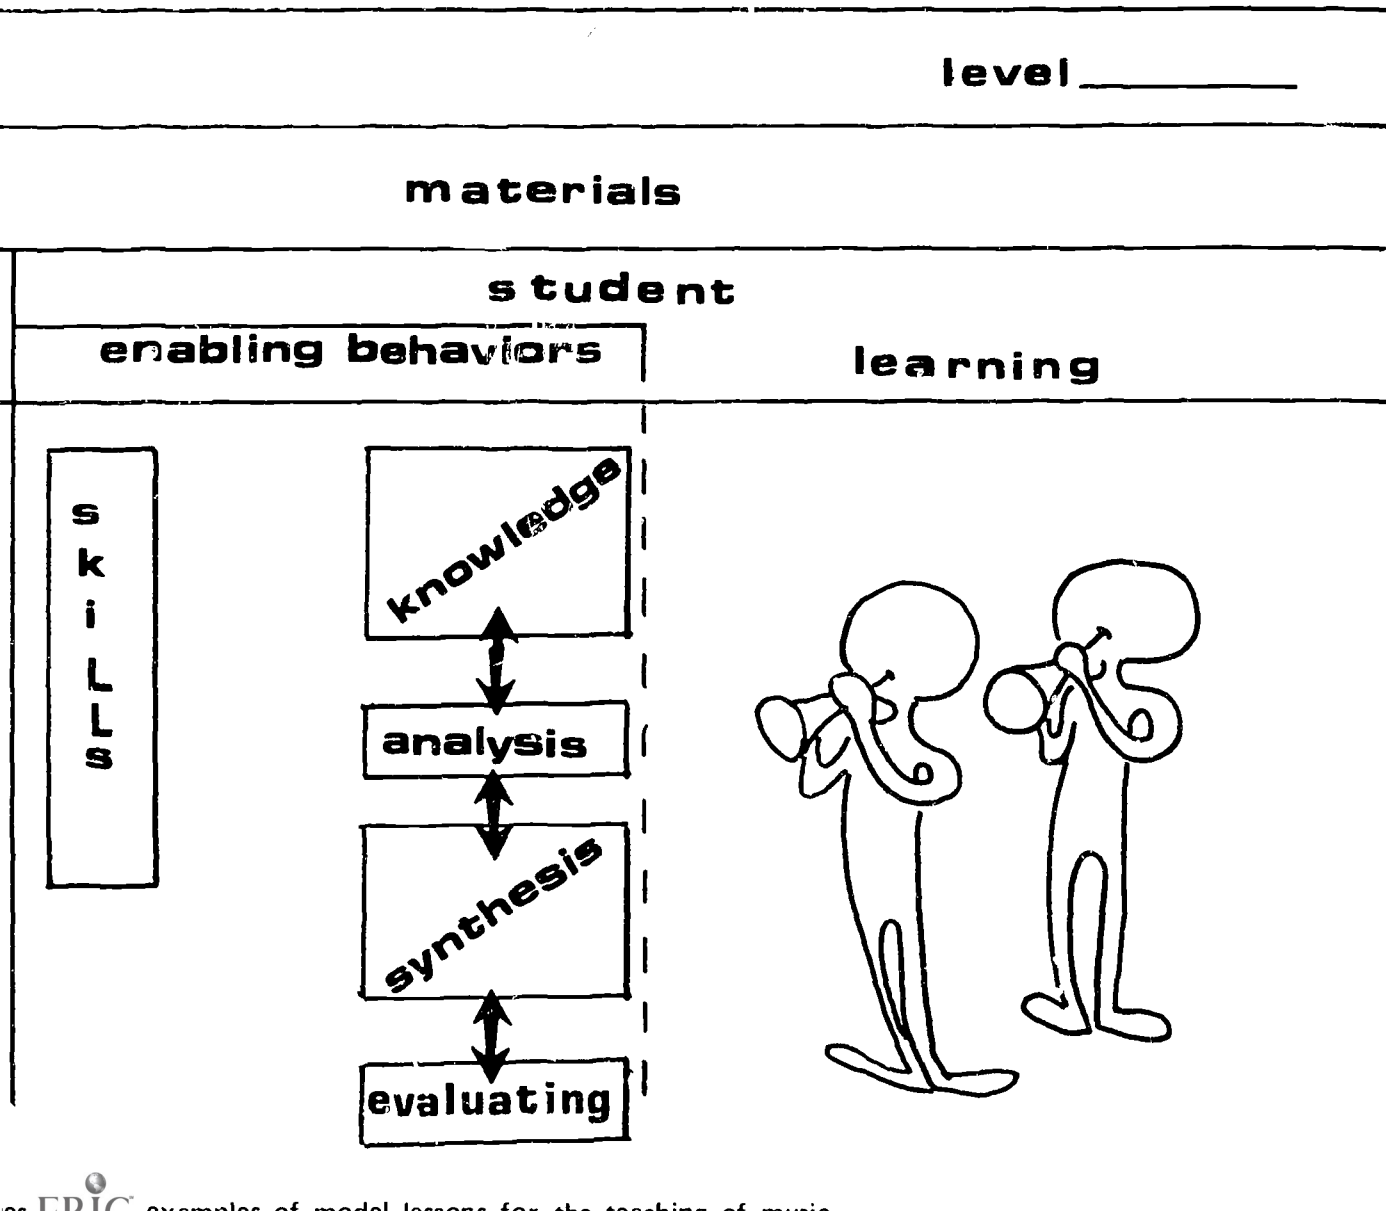 level
materials
student
enabling behaviors
learning
skiLLs
knowledge
analysis
synthesis
evaluating
ERIC examples of model lessons for the teaching of music